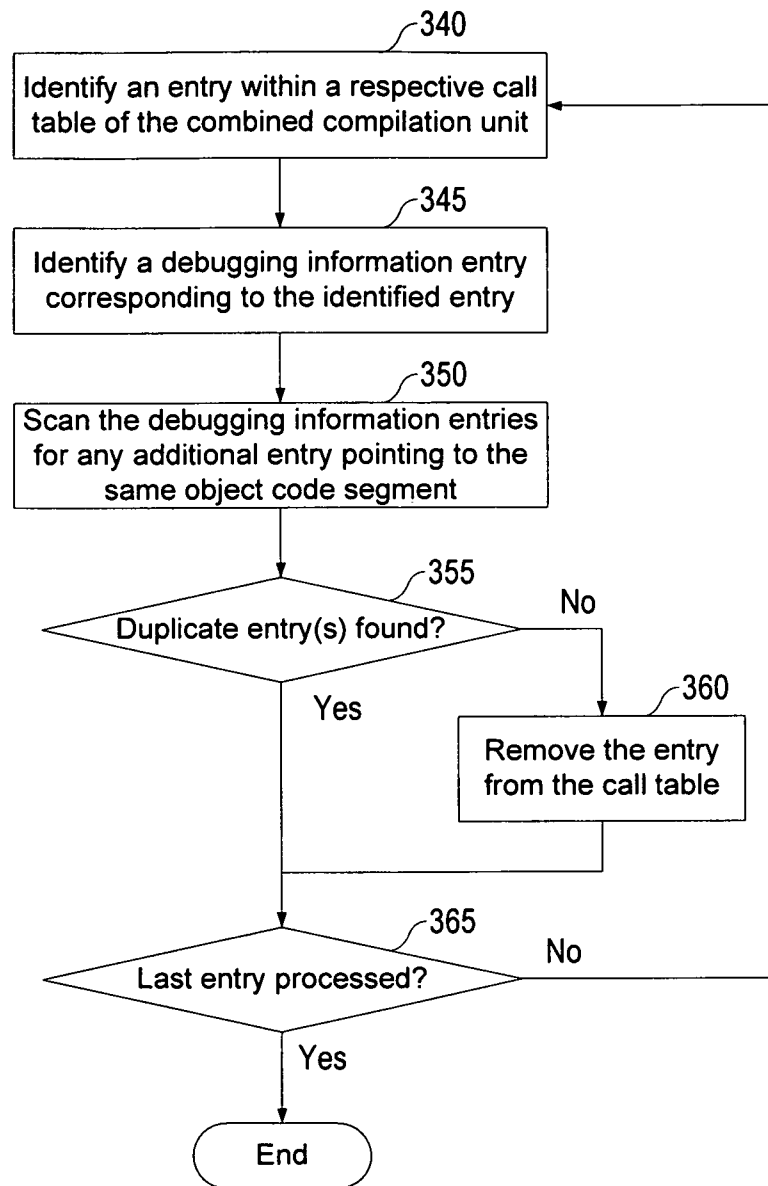 340
Identify an entry within a respective call
table of the combined compilation unit
345
Identify a debugging information entry
corresponding to the identified entry
350
Scan the debugging information entries
for any additional entry pointing to the
same object code segment
355
Duplicate entry(s) found?
No
Yes
360
Remove the entry
from the call table
365
Last entry processed?
No
Yes
End